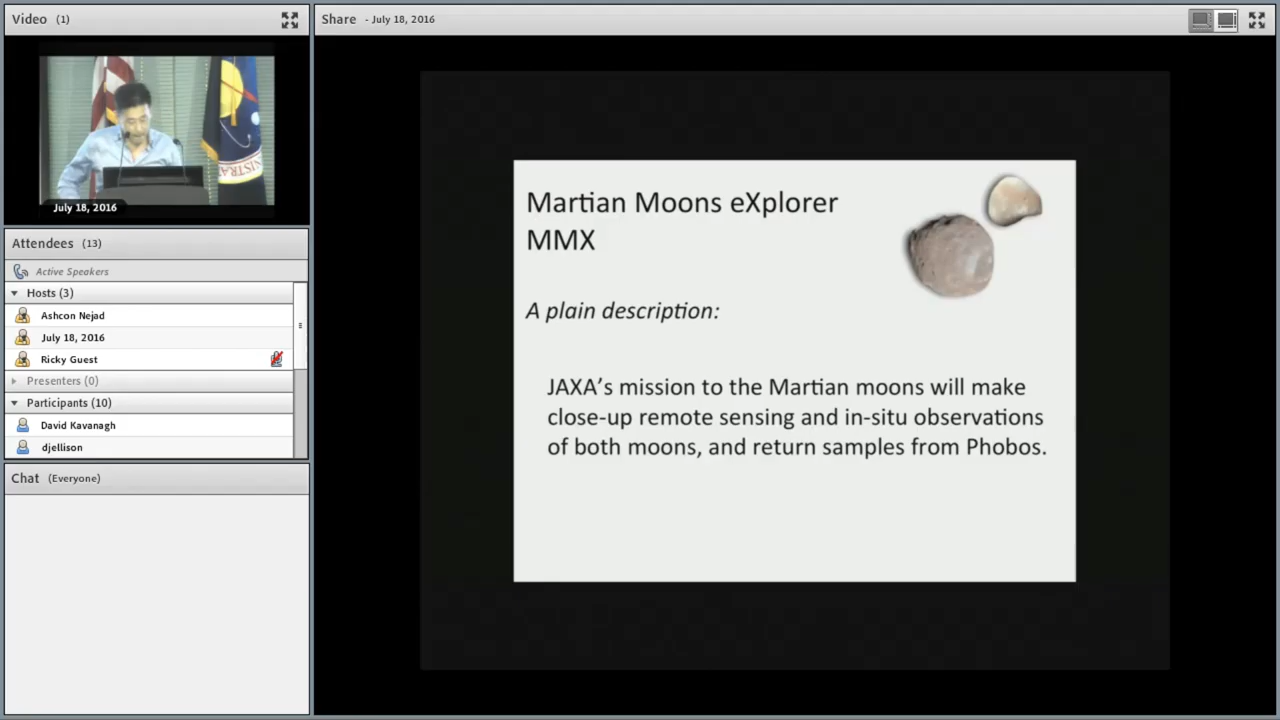 Video (1)
July 18, 2016
NISTRA
Attendees (13)
Active Speakers
Hosts (3)
Ashcon Nejad
July 18, 2016
Ricky Guest
Presenters (0)
Participants (10)
David Kavanagh
djellison
Chat (Everyone)
Share - July 18, 2016
Martian Moons eXplorer
MMX
A plain description:
JAXA’s mission to the Martian moons will make
close-up remote sensing and in-situ observations
of both moons, and return samples from Phobos.